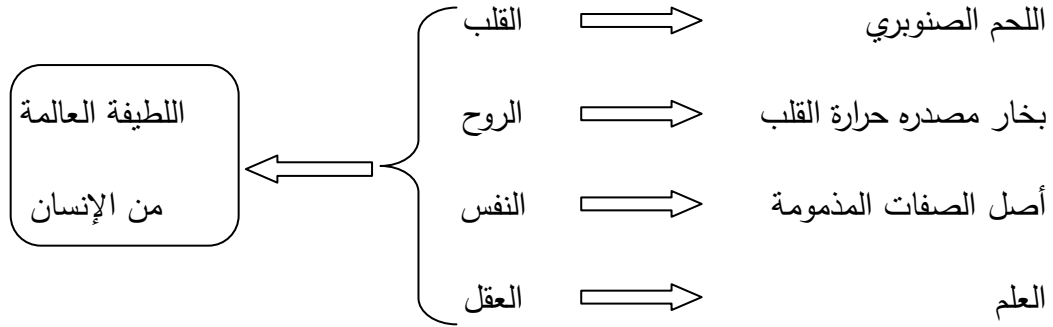 اللحم الصنوبري
القلب
بخار مصدره حرارة القلب
الروح
اللطيفة العالمة
أصل الصفات المذمومة
النفس
من الإنسان
العلم
العقل